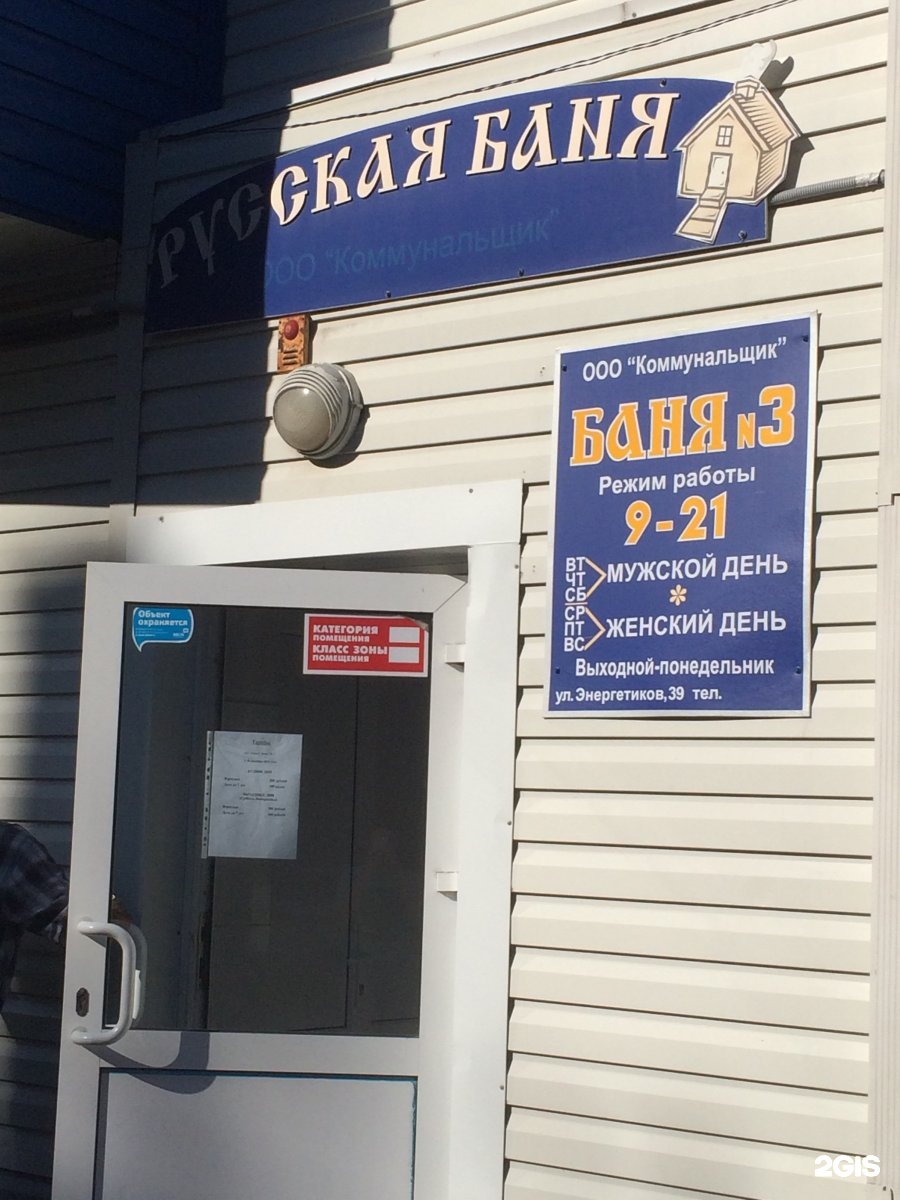 РУССКАЯ БАНЯ
ООО "Коммунальщик"
ООО "Коммунальщик"
БАНЯ N3
Режим работы
9-21
ВТ
ЧТ
СБ
МУЖСКОЙ ДЕНЬ
СР
ПТ
ВС
ЖЕНСКИЙ ДЕНЬ
Выходной-понедельник
ул. Энергетиков,39 тел.
Объект
охраняется
КАТЕГОРИЯ
ПОМЕЩЕНИЯ
КЛАСС ЗОНЫ
ПОМЕЩЕНИЯ
2GIS